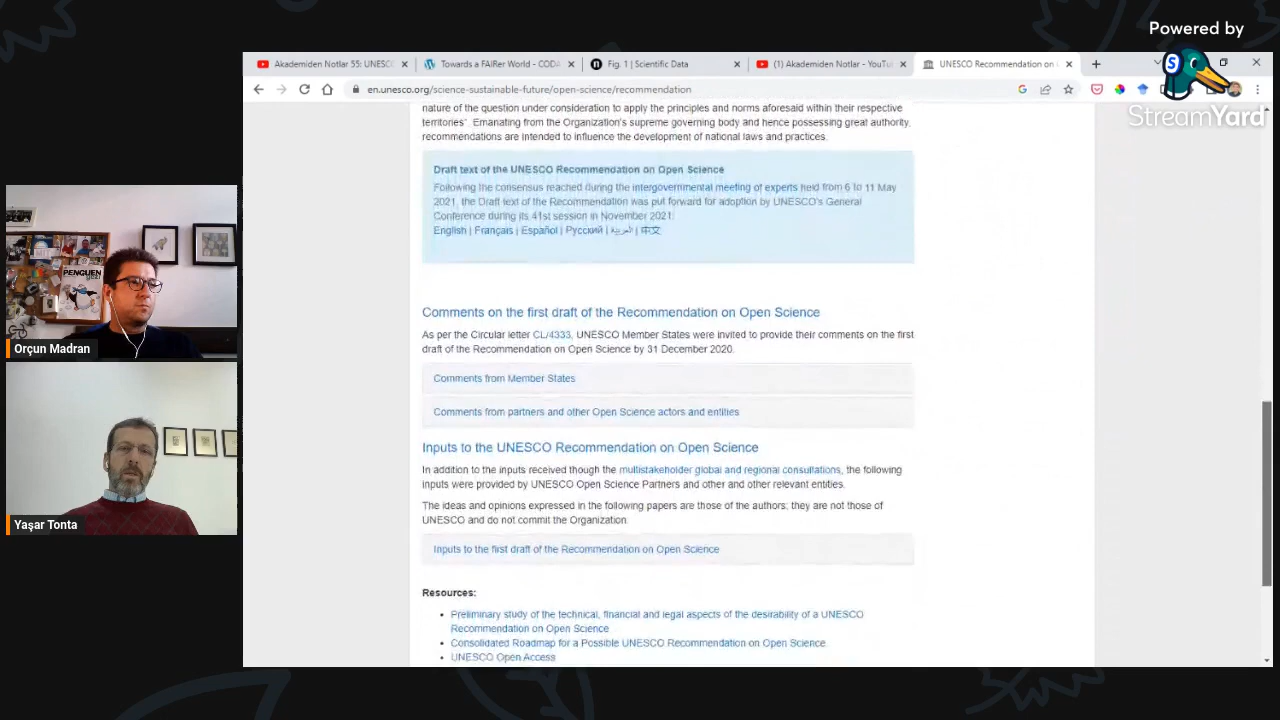 Powered by
StreamYard
Akademiden Notlar 55: UNESC
Towards a FAIRer World - CODA
Fig. 1 | Scientific Data
(1) Akademiden Notlar - YouTu
UNESCO Recommendation on
en.unesco.org/science-sustainable-future/open-science/recommendation
nature of the question under consideration to apply the principles and norms aforesaid within their respective
territories". Emanating from the Organization's supreme governing body and hence possessing great authority,
recommendations are intended to influence the development of national laws and practices.
Draft text of the UNESCO Recommendation on Open Science
Following the consensus reached during the intergovernmental meeting of experts held from 6 to 11 May
2021, the Draft text of the Recommendation was put forward for adoption by UNESCO's General
Conference during its 41st session in November 2021:
English | Français | Español | Русский | العربية | 中文
Comments on the first draft of the Recommendation on Open Science
As per the Circular letter CL/4333, UNESCO Member States were invited to provide their comments on the first
draft of the Recommendation on Open Science by 31 December 2020.
Comments from Member States
Comments from partners and other Open Science actors and entities
Inputs to the UNESCO Recommendation on Open Science
In addition to the inputs received though the multistakeholder global and regional consultations, the following
inputs were provided by UNESCO Open Science Partners and other and other relevant entities.
The ideas and opinions expressed in the following papers are those of the authors; they are not those of
UNESCO and do not commit the Organization.
Inputs to the first draft of the Recommendation on Open Science
Resources:
Preliminary study of the technical, financial and legal aspects of the desirability of a UNESCO
Recommendation on Open Science
Consolidated Roadmap for a Possible UNESCO Recommendation on Open Science
UNESCO Open Access
PENGUEN
Orçun Madran
Yaşar Tonta